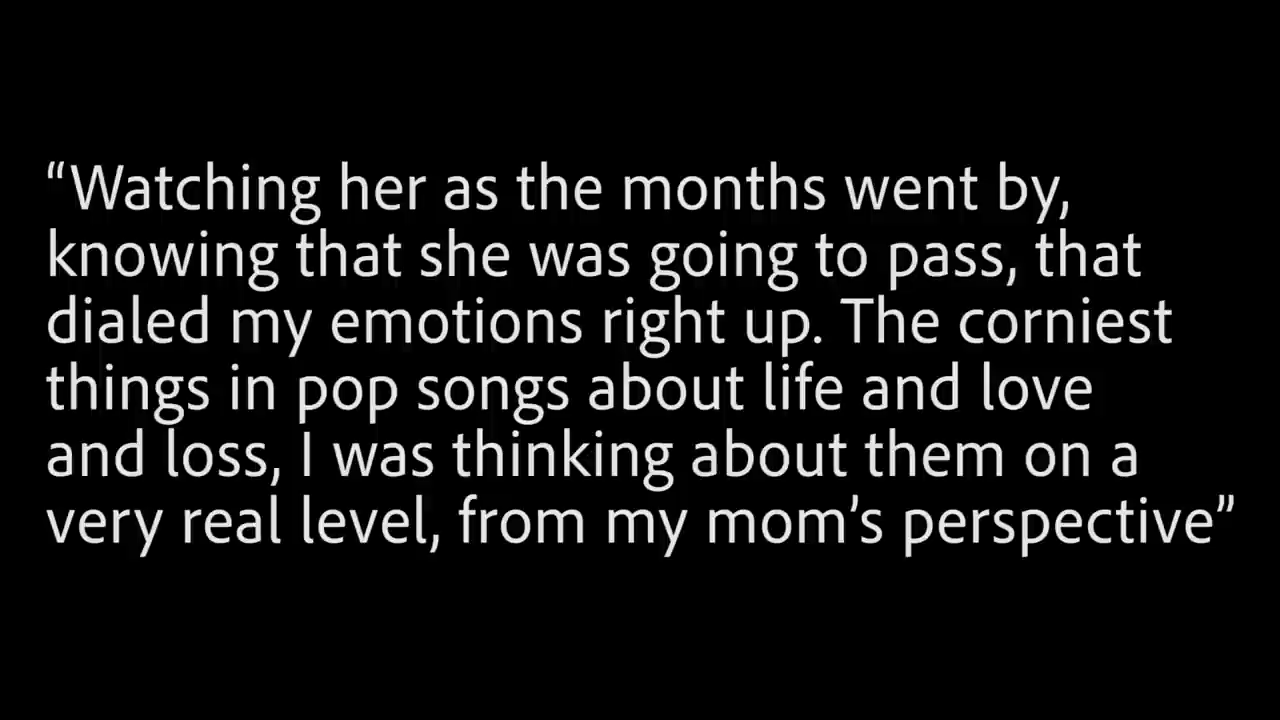 “Watching her as the months went by,
knowing that she was going to pass, that
dialed my emotions right up. The corniest
things in pop songs about life and love
and loss, I was thinking about them on a
very real level, from my mom’s perspective”